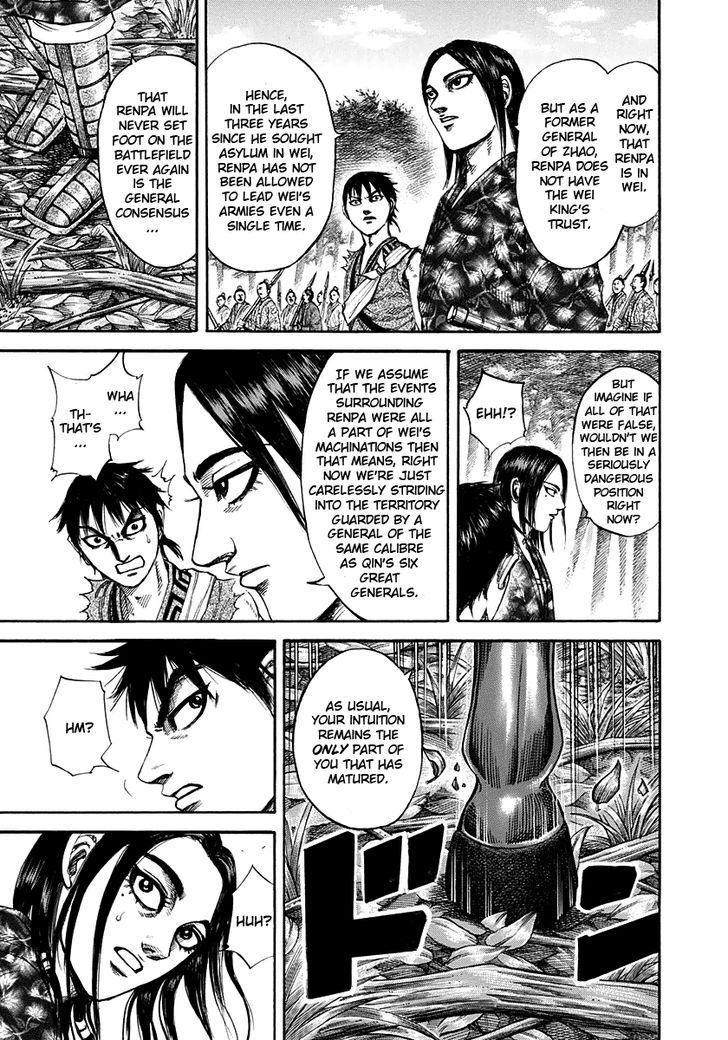 AND
RIGHT
NOW, THAT
RENPA
IS IN
WEI.
BUT AS A
FORMER
GENERAL
OF ZHAO,
RENPA DOES
NOT HAVE
THE WEI
KING'S
TRUST.
HENCE,
IN THE LAST
THREE YEARS
SINCE HE SOUGHT
ASYLUM IN WEI,
RENPA HAS
NOT BEEN ALLOWED
TO LEAD WEI'S
ARMIES EVEN A
SINGLE TIME.
THAT
RENPA WILL
NEVER SET
FOOT ON THE
BATTLEFIELD
EVER AGAIN
IS THE
GENERAL
CONSENSUS
...
BUT
IMAGINE IF
ALL OF THAT
WERE FALSE,
WOULDN'T WE
THEN BE IN A
SERIOUSLY
DANGEROUS
POSITION
RIGHT
NOW?
EHH!?
IF WE ASSUME
THAT THE EVENTS
SURROUNDING
RENPA WERE ALL
A PART OF WEI'S
MACHINATIONS THEN
THAT MEANS, RIGHT
NOW WE'RE JUST
CARELESSLY STRIDING
INTO THE TERRITORY
GUARDED BY A
GENERAL OF THE
SAME CALIBRE
AS QIN'S SIX
GREAT
GENERALS.
WHA
...
TH-
THAT'S
...
AS USUAL,
YOUR INTUITION
REMAINS THE
ONLY PART OF
YOU THAT HAS
MATURED.
ドン
HM?
HUH?